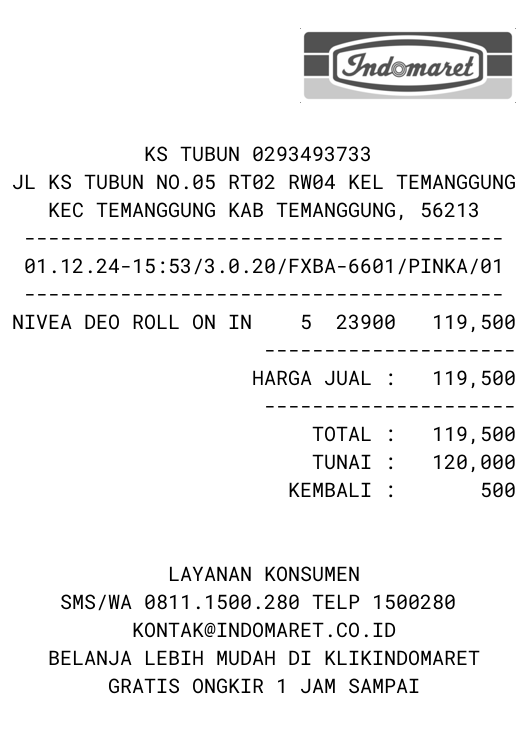 Indomaret
KS TUBUN 0293493733
JL KS TUBUN NO.05 RT02 RW04 KEL TEMANGGUNG
KEC TEMANGGUNG KAB TEMANGGUNG, 56213
----------------------------------------
01.12.24-15:53/3.0.20/FXBA-6601/PINKA/01
----------------------------------------
NIVEA DEO ROLL ON IN 5 23900 119,500
---------------------
HARGA JUAL : 119,500
---------------------
TOTAL : 119,500
TUNAI : 120,000
KEMBALI : 500
LAYANAN KONSUMEN
SMS/WA 0811.1500.280 TELP 1500280
KONTAK@INDOMARET.CO.ID
BELANJA LEBIH MUDAH DI KLIKINDOMARET
GRATIS ONGKIR 1 JAM SAMPAI